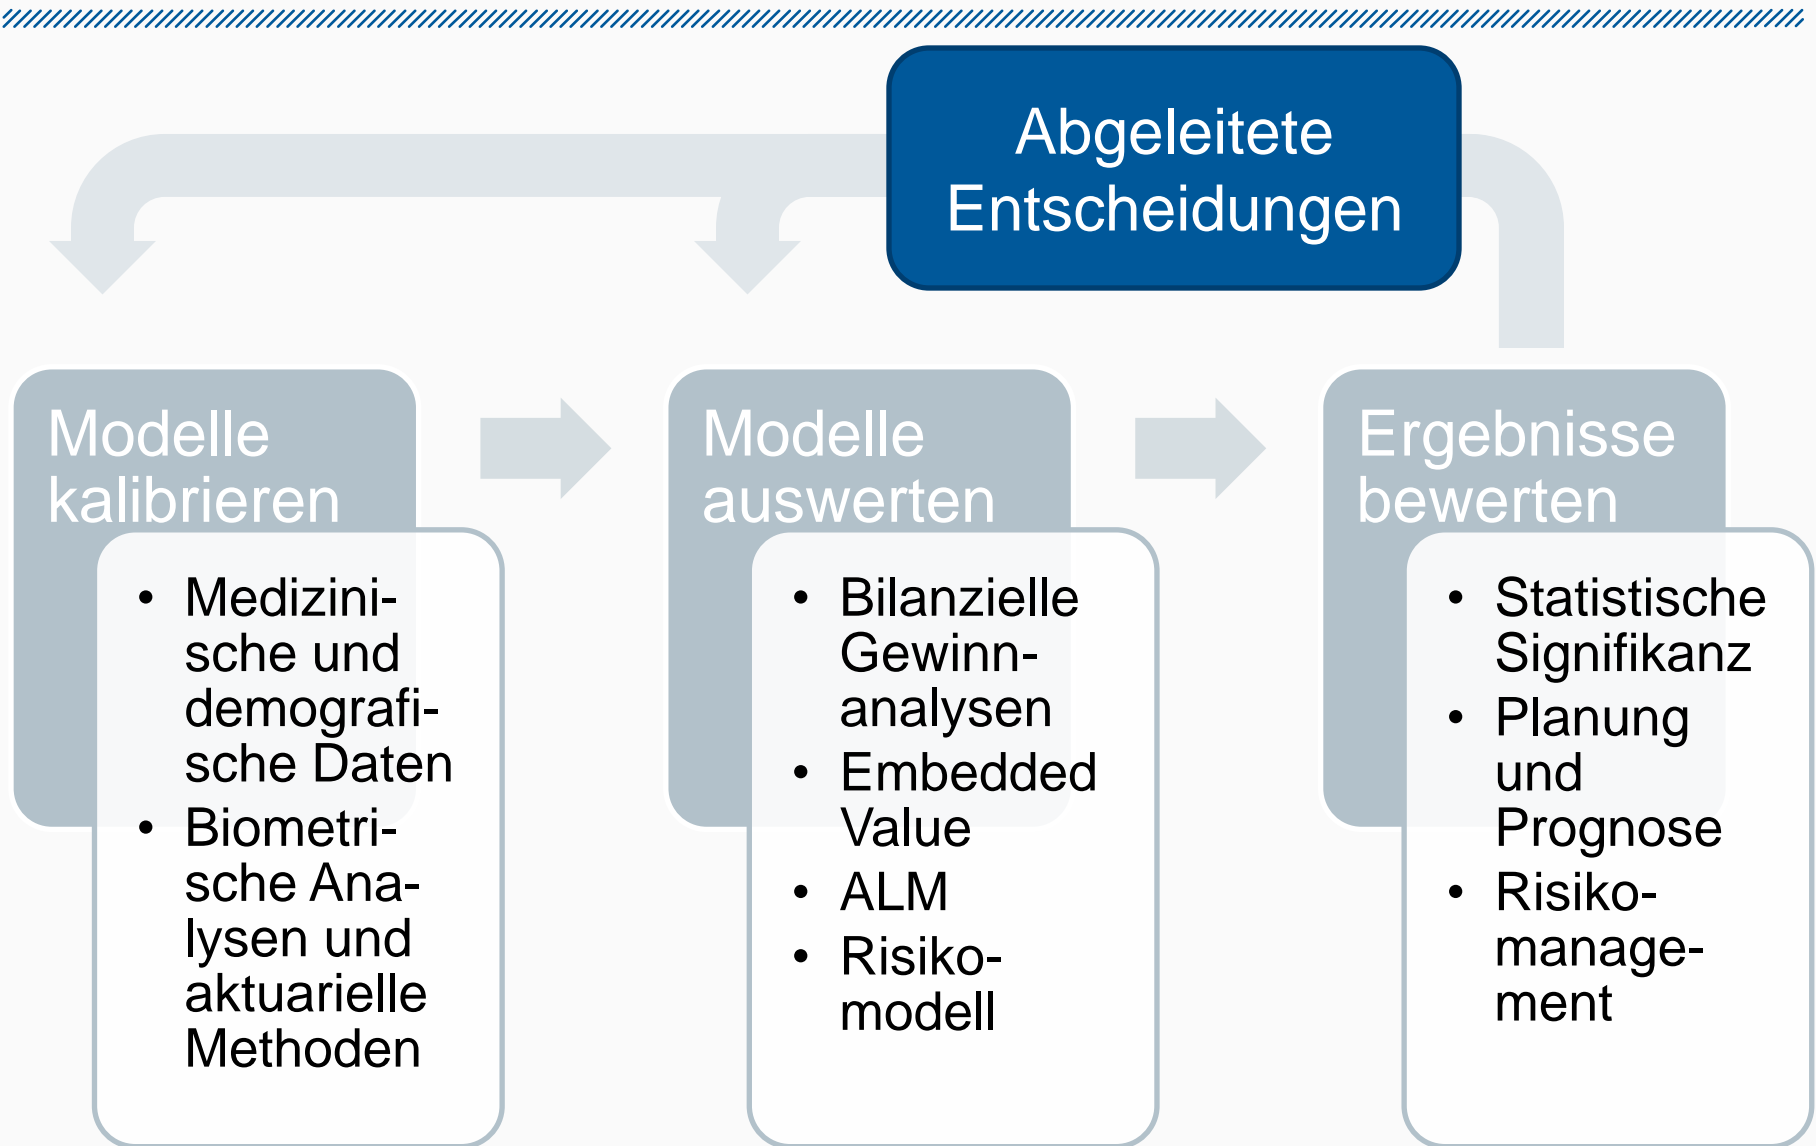 Abgeleitete
Entscheidungen
Modelle
kalibrieren
• Medizini-
sche und
demografi-
sche Daten
• Biometri-
sche Ana-
lysen und
aktuarielle
Methoden
Modelle
auswerten
• Bilanzielle
Gewinn-
analysen
• Embedded
Value
• ALM
• Risiko-
modell
Ergebnisse
bewerten
• Statistische
Signifikanz
• Planung
und
Prognose
• Risiko-
manage-
ment